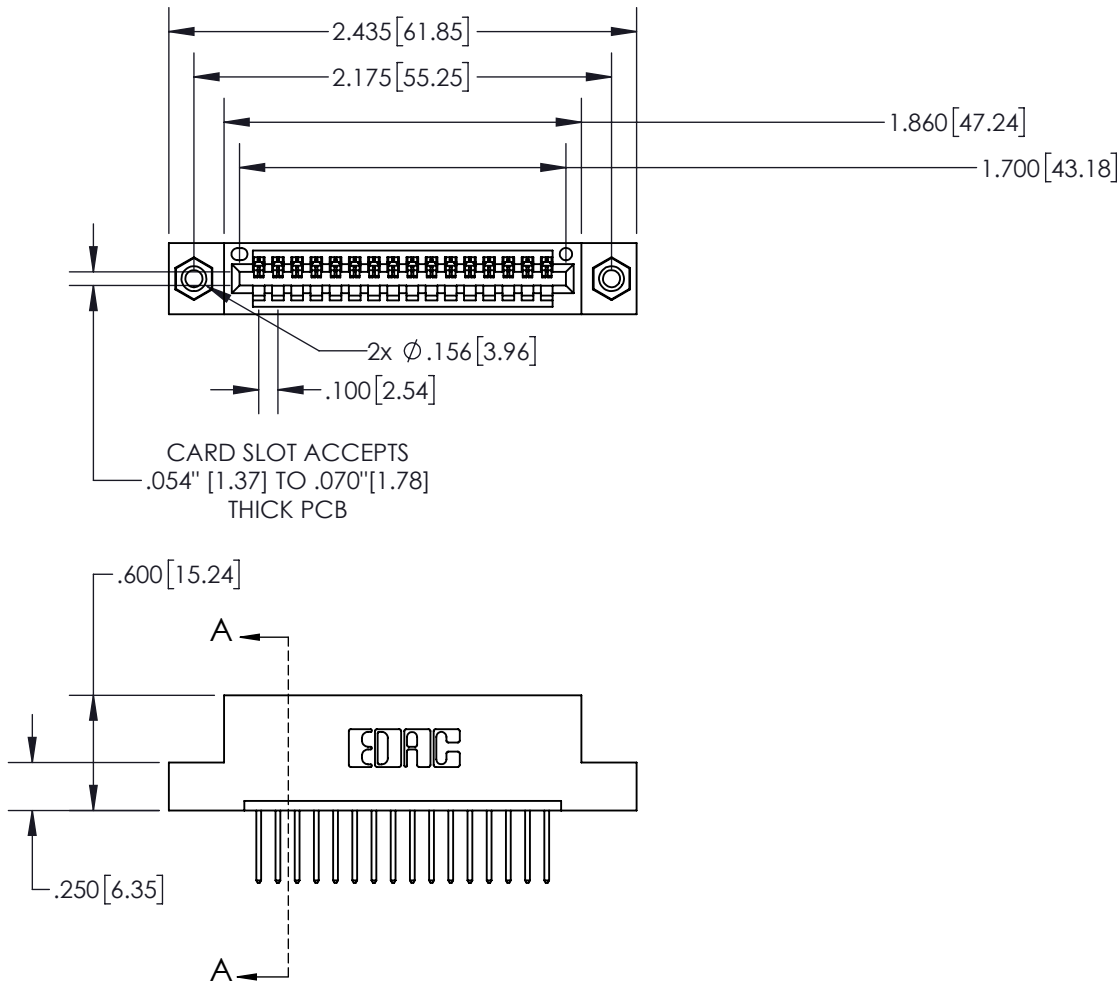 2.435[61.85]
2.175[55.25]
1.860[47.24]
1.700[43.18]
2x ∅.156[3.96]
.100[2.54]
CARD SLOT ACCEPTS
.054" [1.37] TO .070"[1.78]
THICK PCB
.600[15.24]
A
EDAC
.250[6.35]
A